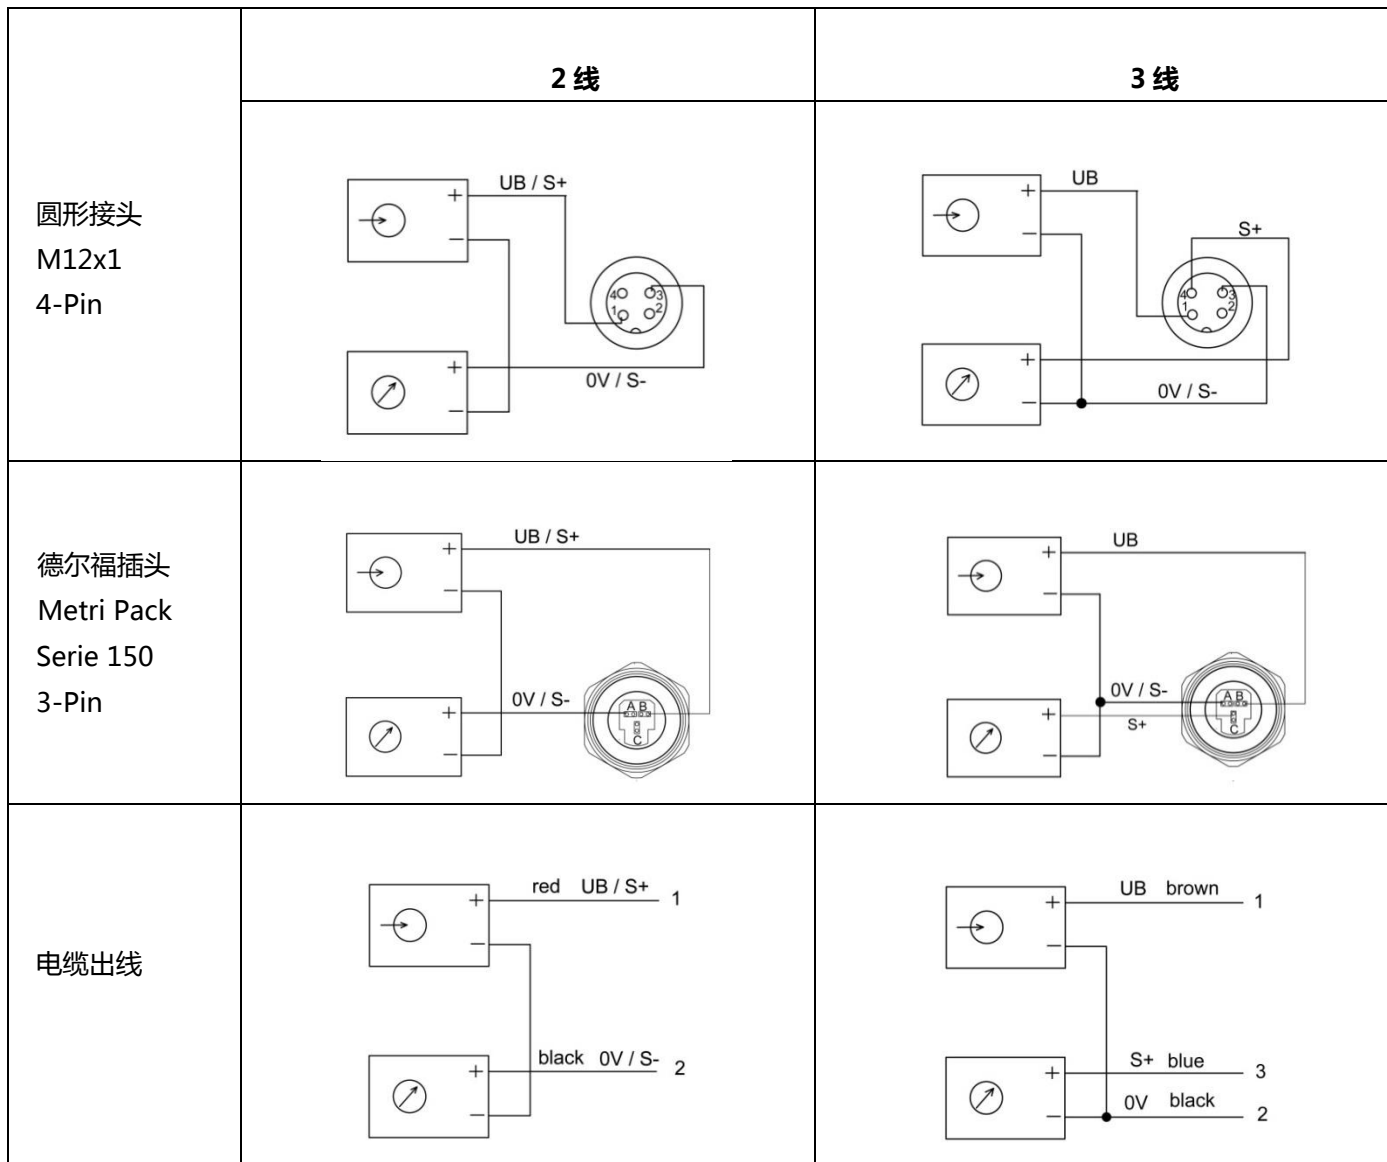 2 线
3 线
圆形接头
M12x1
4-Pin
+
UB / S+
−
4
3
1
2
+
0V / S-
−
+
UB
−
S+
4
3
1
2
+
0V / S-
−
德尔福插头
Metri Pack
Serie 150
3-Pin
+
UB / S+
−
+
0V / S-
−
A B
C
+
UB
−
0V / S-
+
S+
−
A B
C
电缆出线
+
red UB / S+ 1
−
+
black 0V / S- 2
−
+
UB brown 1
−
+
S+ blue 3
−
0V black 2